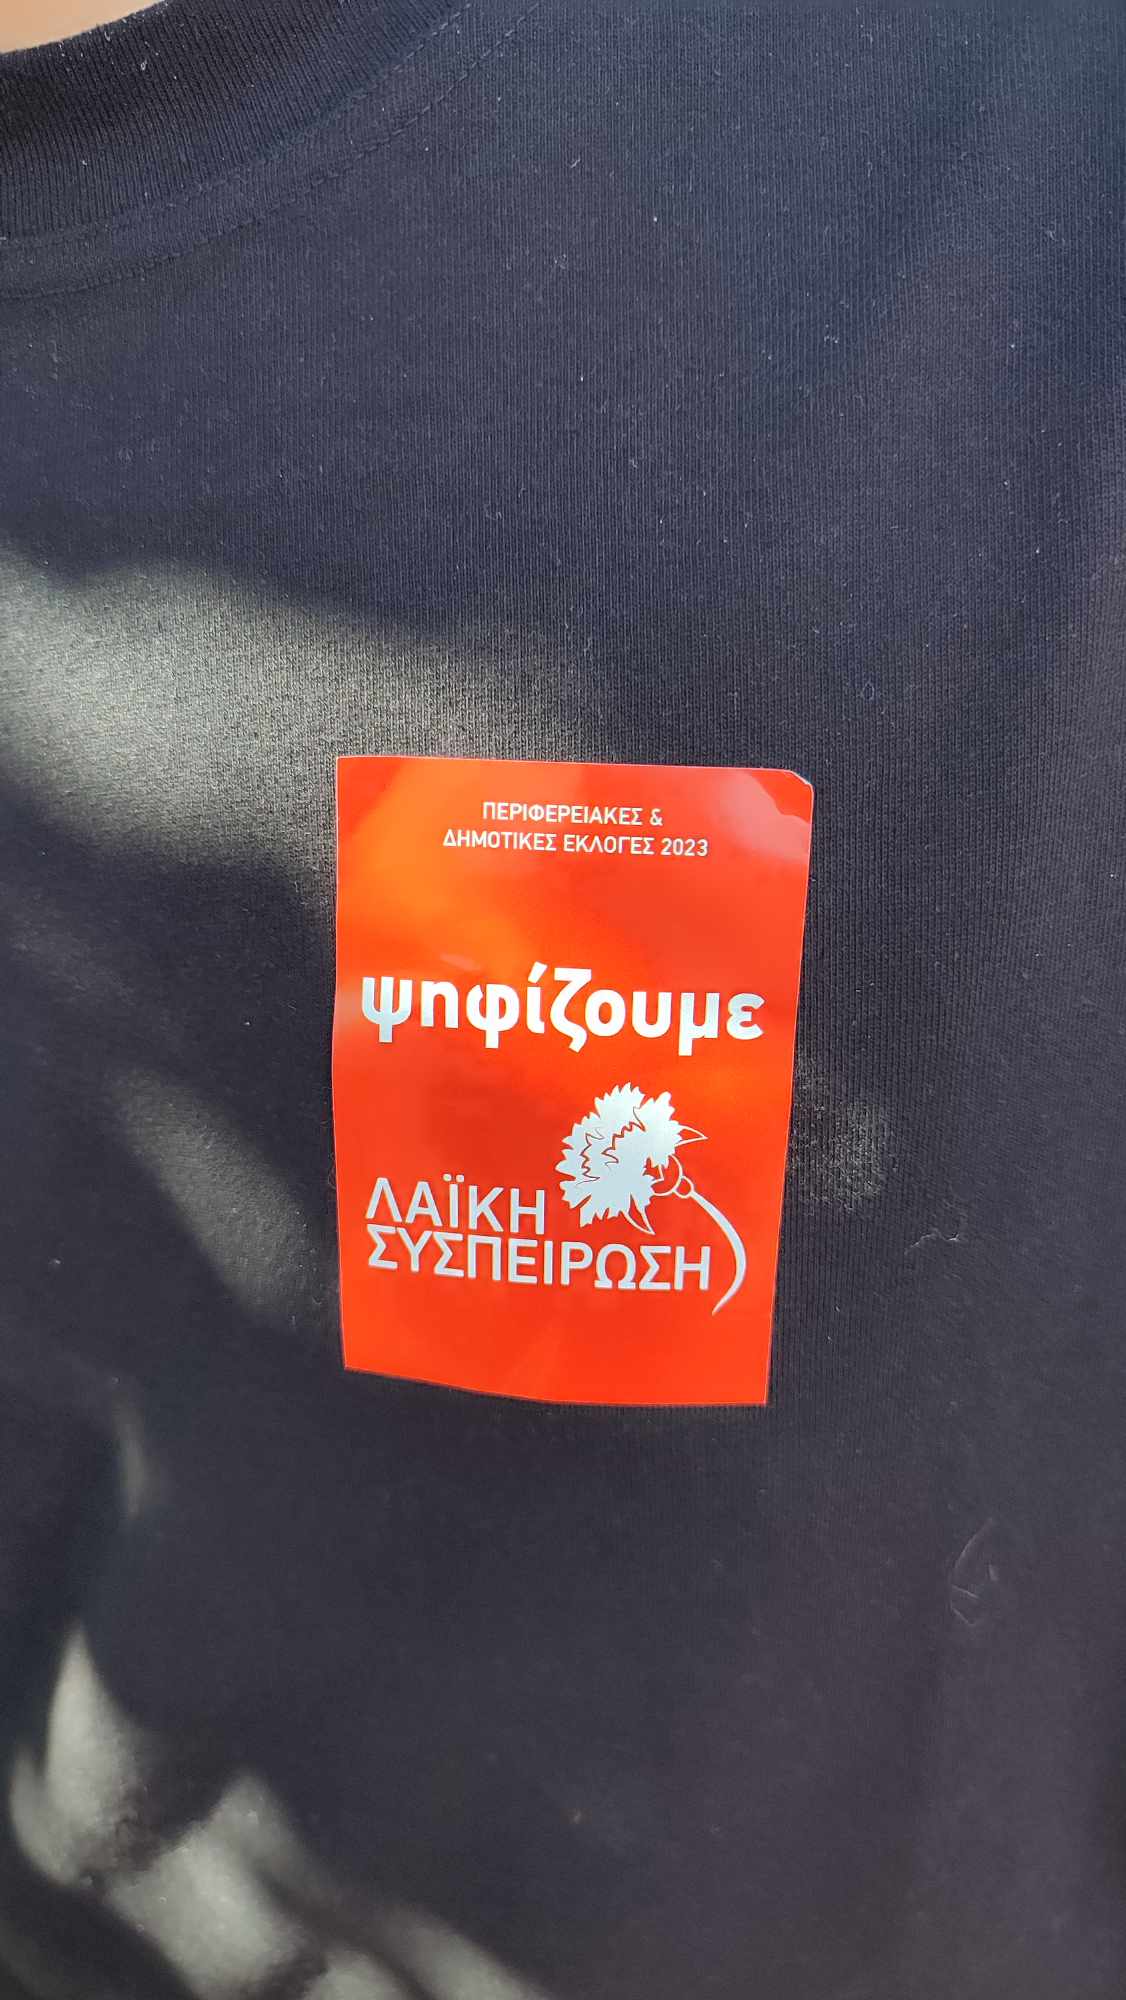 ΠΕΡΙΦΕΡΕΙΑΚΕΣ &
ΔΗΜΟΤΙΚΕΣ ΕΚΛΟΓΕΣ 2023
ψηφίζουμε
ΛΑΪΚΗ
ΣΥΣΠΕΙΡΩΣΗ